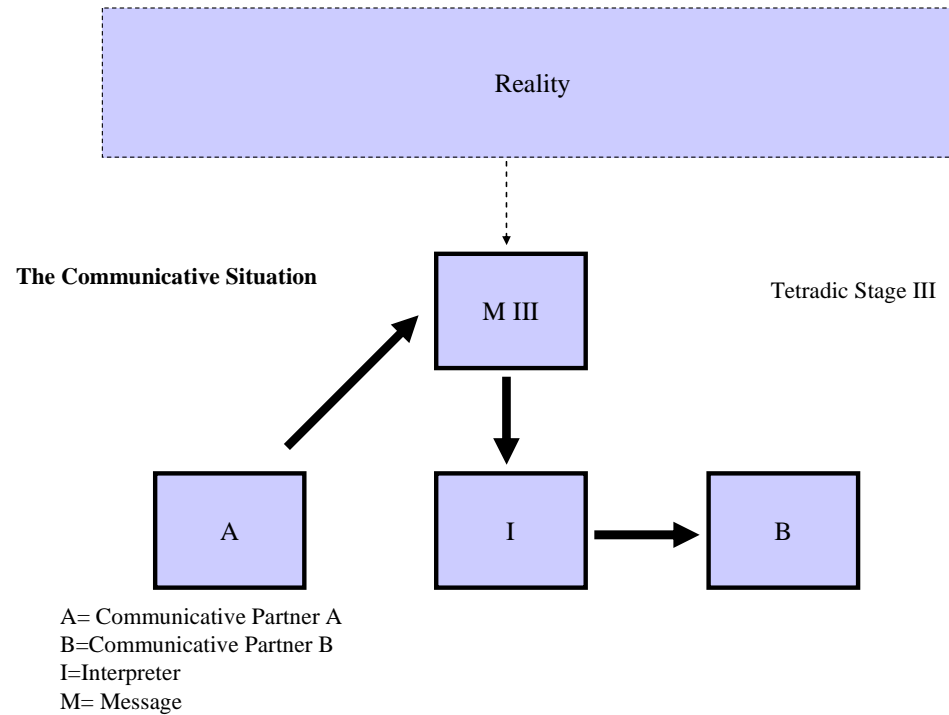 Reality
The Communicative Situation
Tetradic Stage III
M III
A
I
B
A= Communicative Partner A
B=Communicative Partner B
I=Interpreter
M= Message